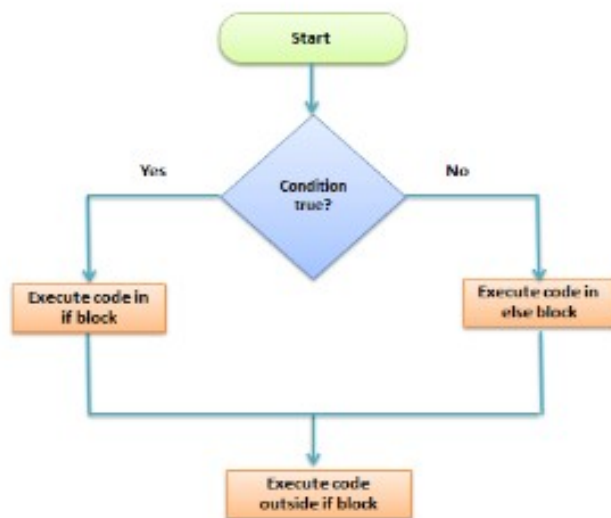 Start
Condition
true?
Yes
No
Execute code in
if block
Execute code in
else block
Execute code
outside if block